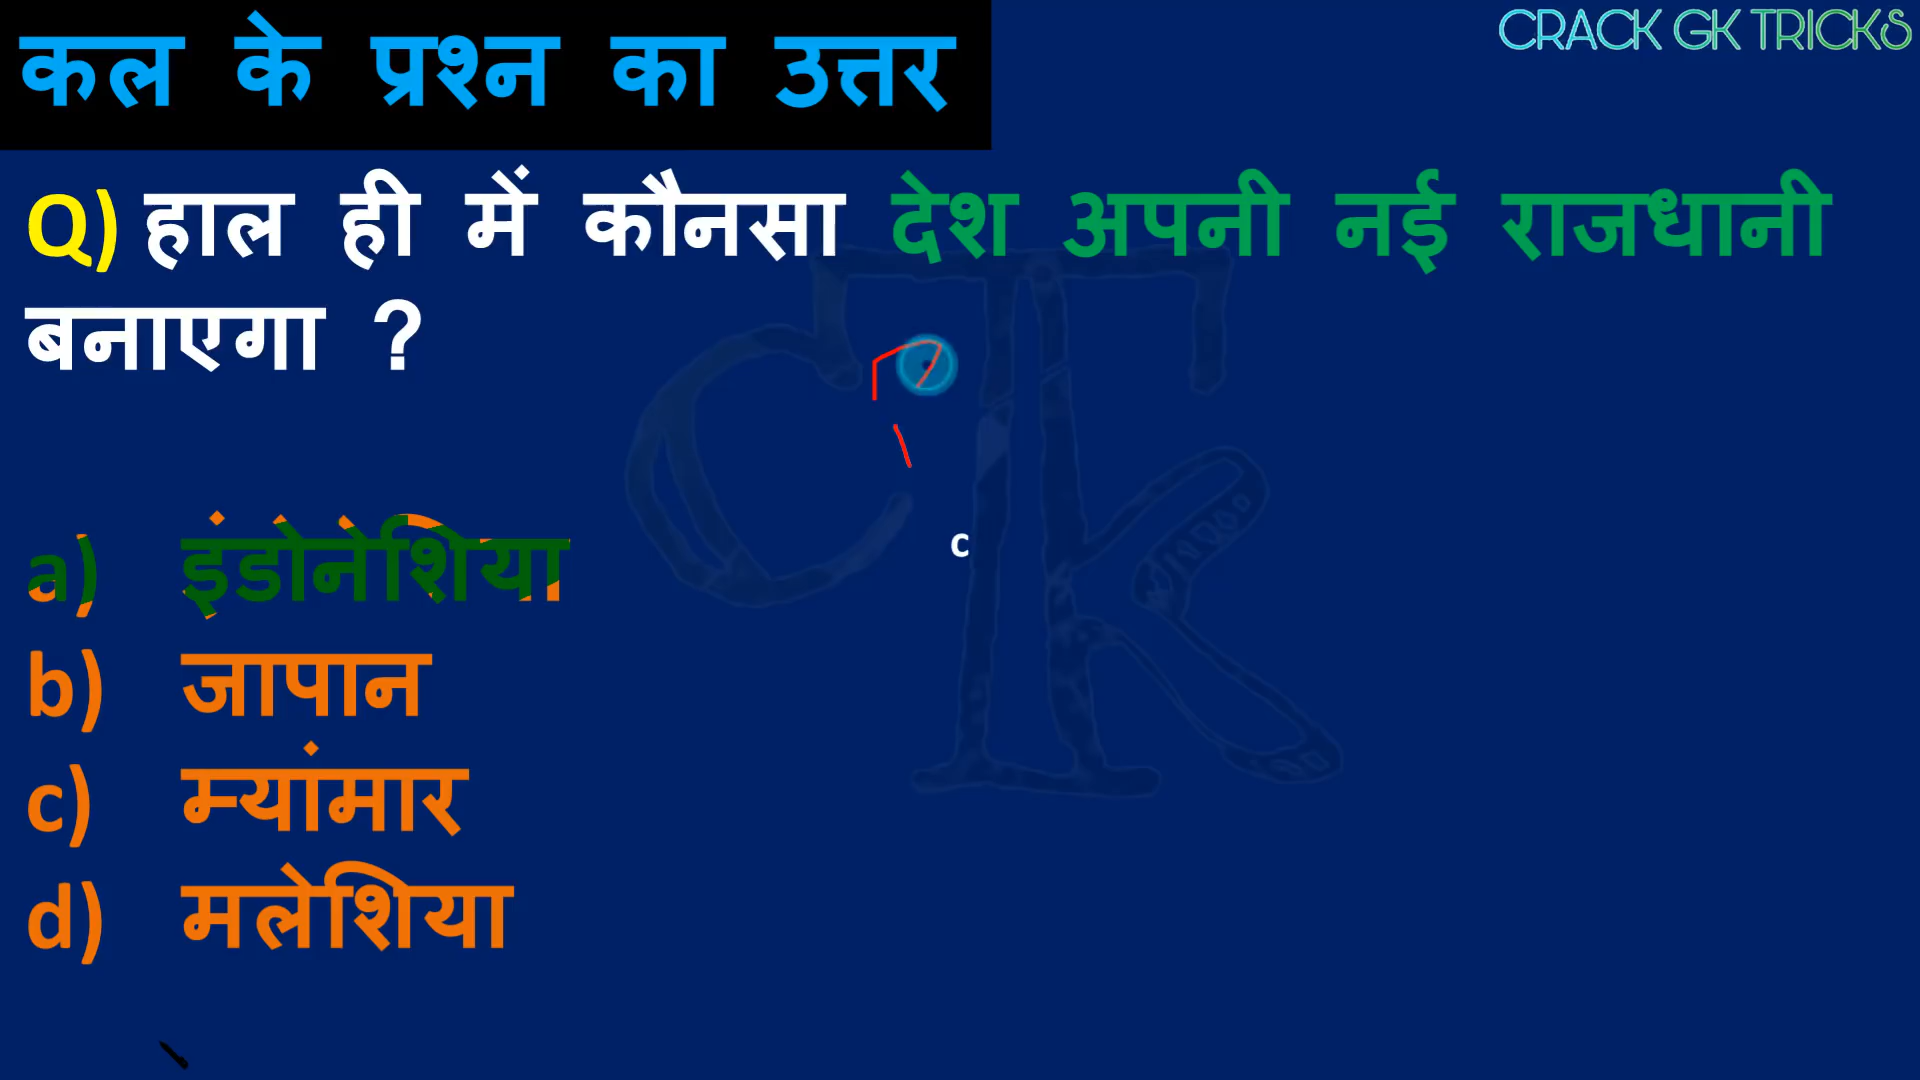 कल के प्रश्न का उत्तर
CRACK GK TRICKS
Q) हाल ही में कौनसा देश अपनी नई राजधानी
बनाएगा ?
c
a) इंडोनेशिया
b) जापान
c) म्यांमार
d) मलेशिया